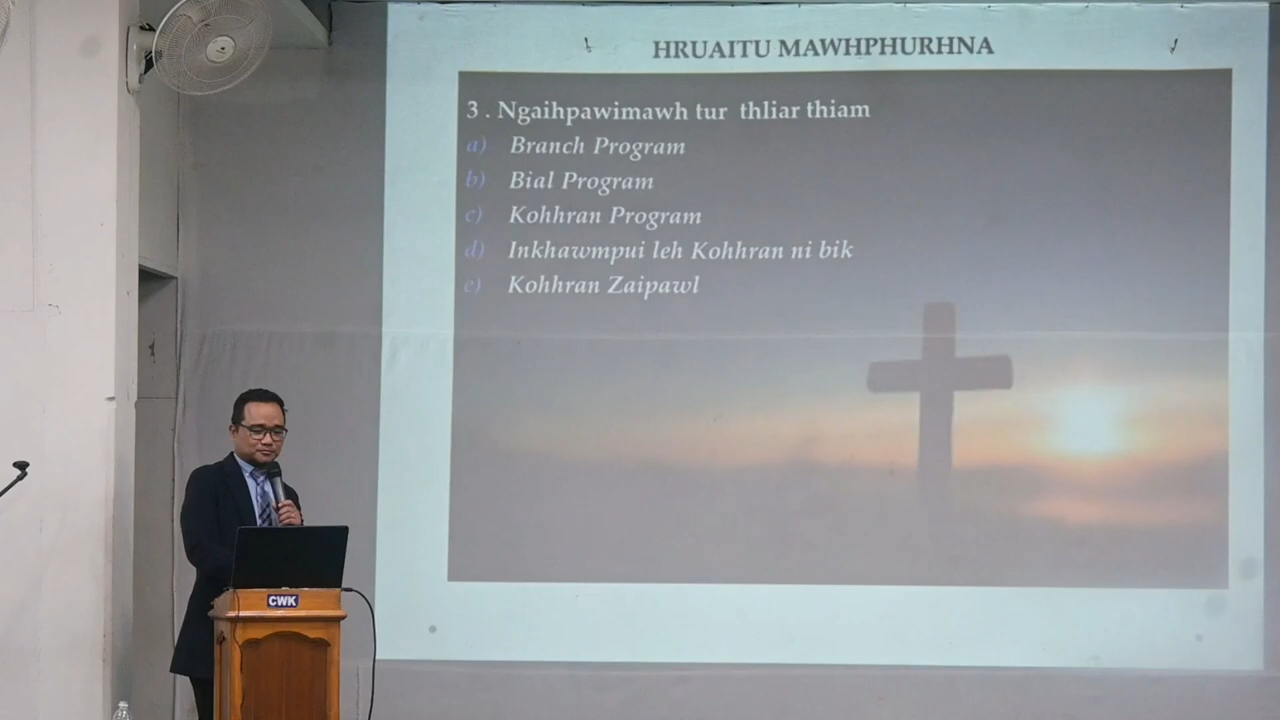 HRUAITU MAWHPHURHNA
3 . Ngaihpawimawh tur thliar thiam
a) Branch Program
b) Bial Program
c) Kohhran Program
d) Inkhawmpui leh Kohhran ni bik
e) Kohhran Zaipawl
CWK